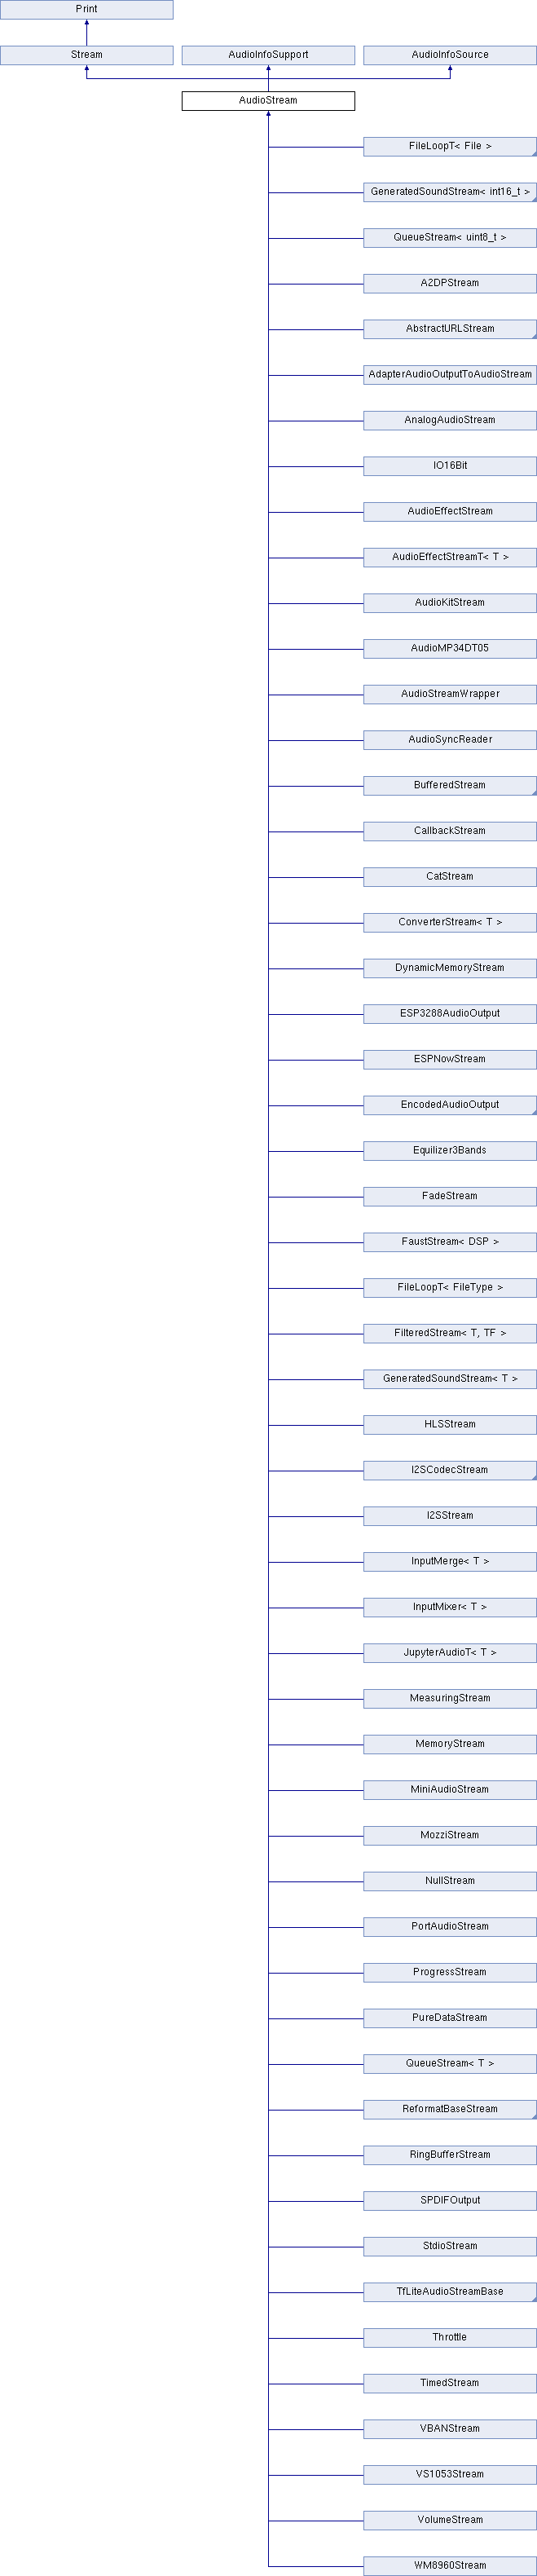 Print
Stream AudioInfoSupport AudioInfoSource
AudioStream
FileLoopT< File >
GeneratedSoundStream< int16_t >
QueueStream< uint8_t >
A2DPStream
AbstractURLStream
AdapterAudioOutputToAudioStream
AnalogAudioStream
IO16Bit
AudioEffectStream
AudioEffectStreamT< T >
AudioKitStream
AudioMP34DT05
AudioStreamWrapper
AudioSyncReader
BufferedStream
CallbackStream
CatStream
ConverterStream< T >
DynamicMemoryStream
ESP3288AudioOutput
ESPNowStream
EncodedAudioOutput
Equilizer3Bands
FadeStream
FaustStream< DSP >
FileLoopT< FileType >
FilteredStream< T, TF >
GeneratedSoundStream< T >
HLSStream
I2SCodecStream
I2SStream
InputMerge< T >
InputMixer< T >
JupyterAudioT< T >
MeasuringStream
MemoryStream
MiniAudioStream
MozziStream
NullStream
PortAudioStream
ProgressStream
PureDataStream
QueueStream< T >
ReformatBaseStream
RingBufferStream
SPDIFOutput
StdioStream
TfLiteAudioStreamBase
Throttle
TimedStream
VBANStream
VS1053Stream
VolumeStream
WM8960Stream